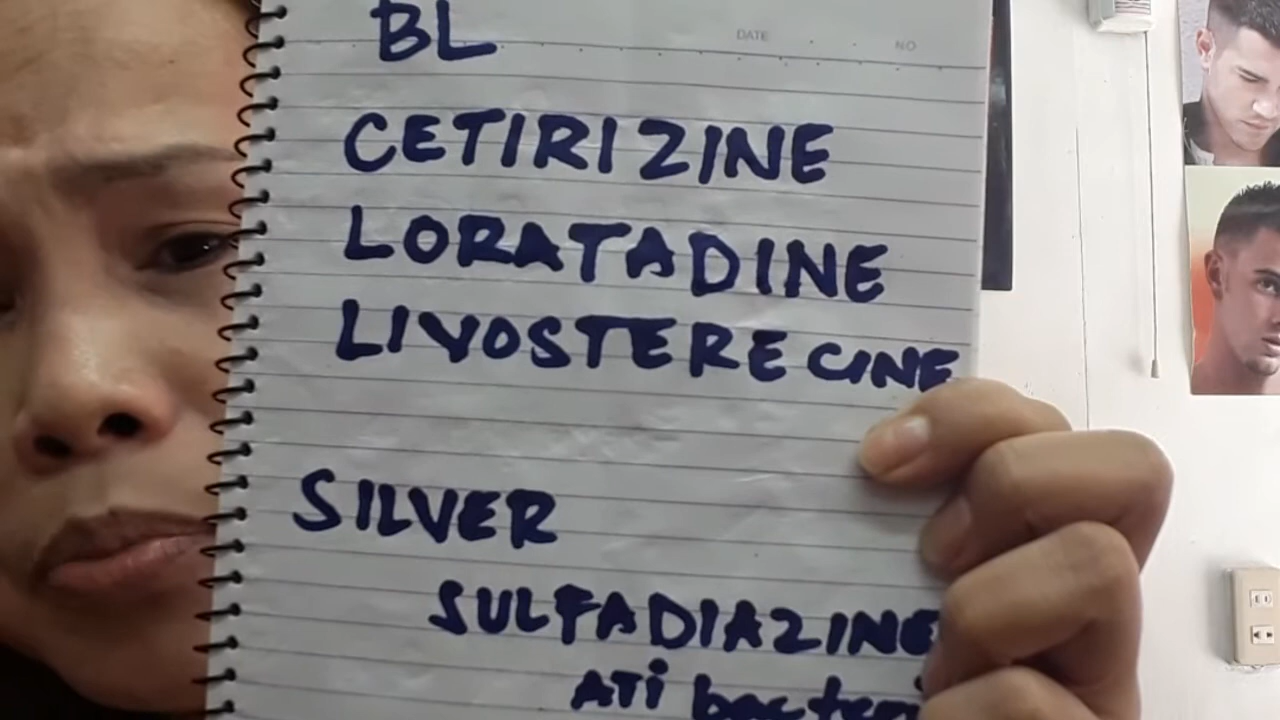 BL
DATE NO
CETIRIZINE
LORATADINE
LIVOSTERECINE
SILVER
SULFADIAZINE
ATi